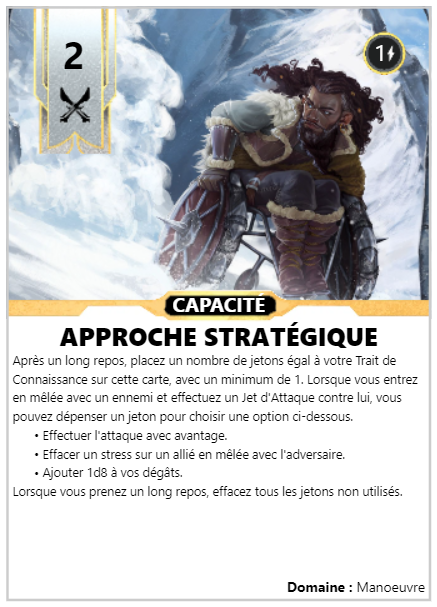 2
1
CAPACITÉ
APPROCHE STRATÉGIQUE
Après un long repos, placez un nombre de jetons égal à votre Trait de
Connaissance sur cette carte, avec un minimum de 1. Lorsque vous entrez
en mêlée avec un ennemi et effectuez un Jet d'Attaque contre lui, vous
pouvez dépenser un jeton pour choisir une option ci-dessous.
• Effectuer l'attaque avec avantage.
• Effacer un stress sur un allié en mêlée avec l'adversaire.
• Ajouter 1d8 à vos dégâts.
Lorsque vous prenez un long repos, effacez tous les jetons non utilisés.
Domaine : Manoeuvre